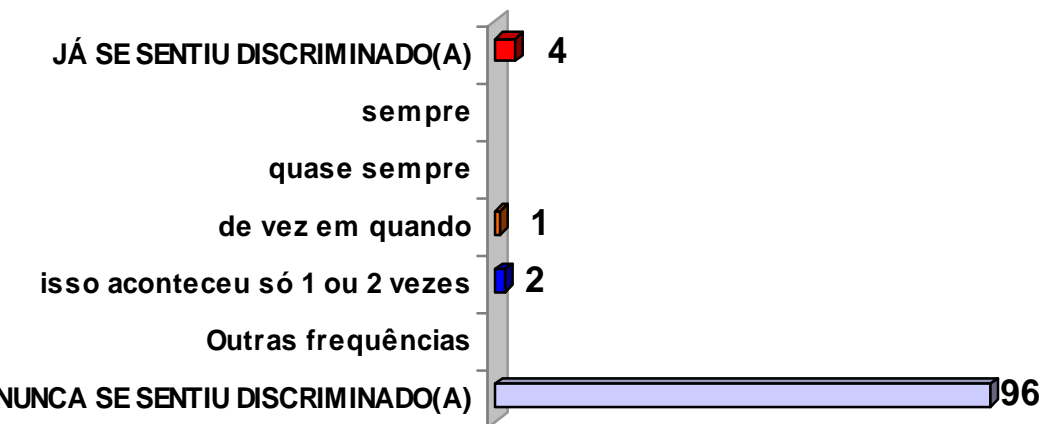 JÁ SE SENTIU DISCRIMINADO(A) 4
sempre
quase sempre
de vez em quando 1
isso aconteceu só 1 ou 2 vezes 2
Outras frequências
NUNCA SE SENTIU DISCRIMINADO(A) 96